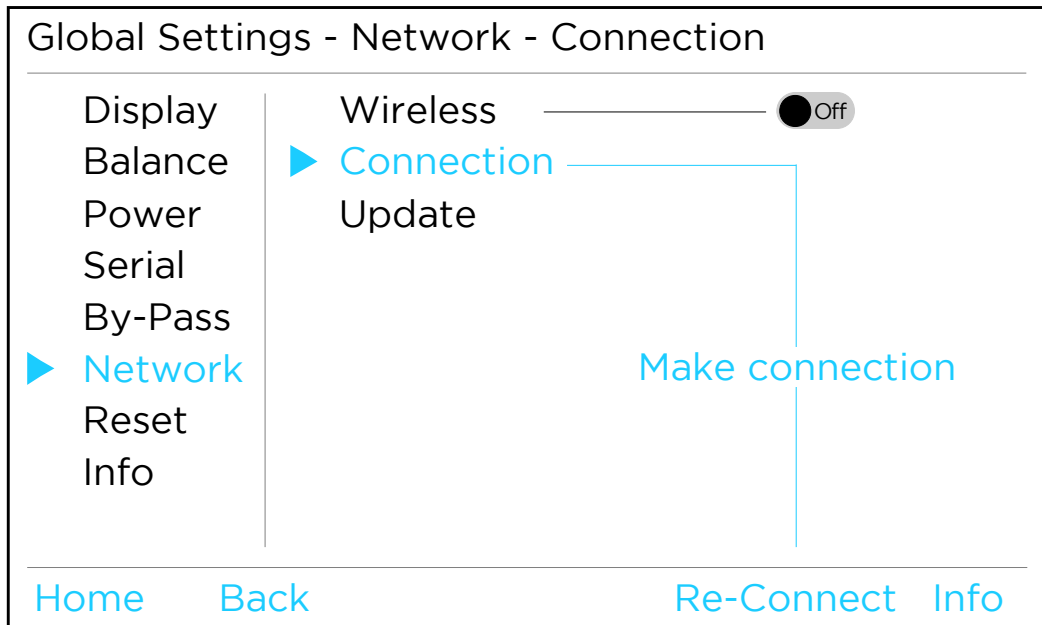 Global Settings - Network - Connection
Display
Balance
Power
Serial
By-Pass
Network
Reset
Info
Wireless Off
Connection
Update
Make connection
Home Back Re-Connect Info